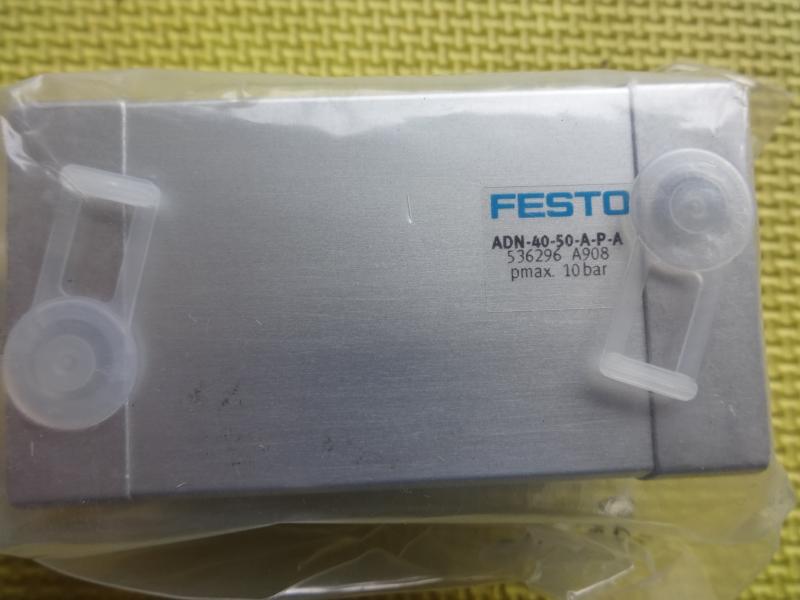 FESTO
ADN-40-50-A-P-A
536296 A908
pmax. 10bar